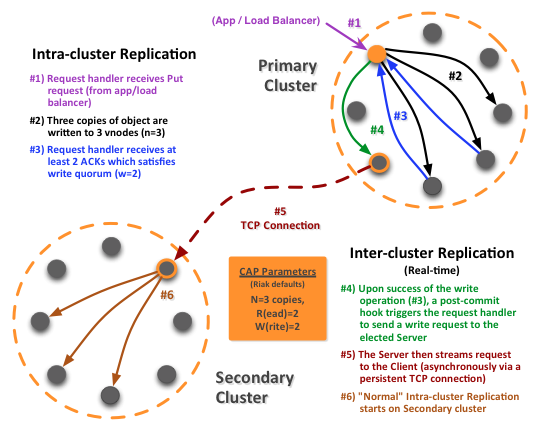 (App / Load Balancer)
#1
Intra-cluster Replication
#1) Request handler receives Put
request (from app/load
balancer)
#2) Three copies of object are
written to 3 vnodes (n=3)
#3) Request handler receives at
least 2 ACKs which satisfies
write quorum (w=2)
Primary
Cluster
#2
#3
#4
#5
TCP Connection
#6
CAP Parameters
(Riak defaults)
N=3 copies,
R(ead)=2
W(rite)=2
Secondary
Cluster
Inter-cluster Replication
(Real-time)
#4) Upon success of the write
operation (#3), a post-commit
hook triggers the request handler
to send a write request to the
elected Server
#5) The Server then streams request
to the Client (asynchronously via a
persistent TCP connection)
#6) "Normal" Intra-cluster Replication
starts on Secondary cluster